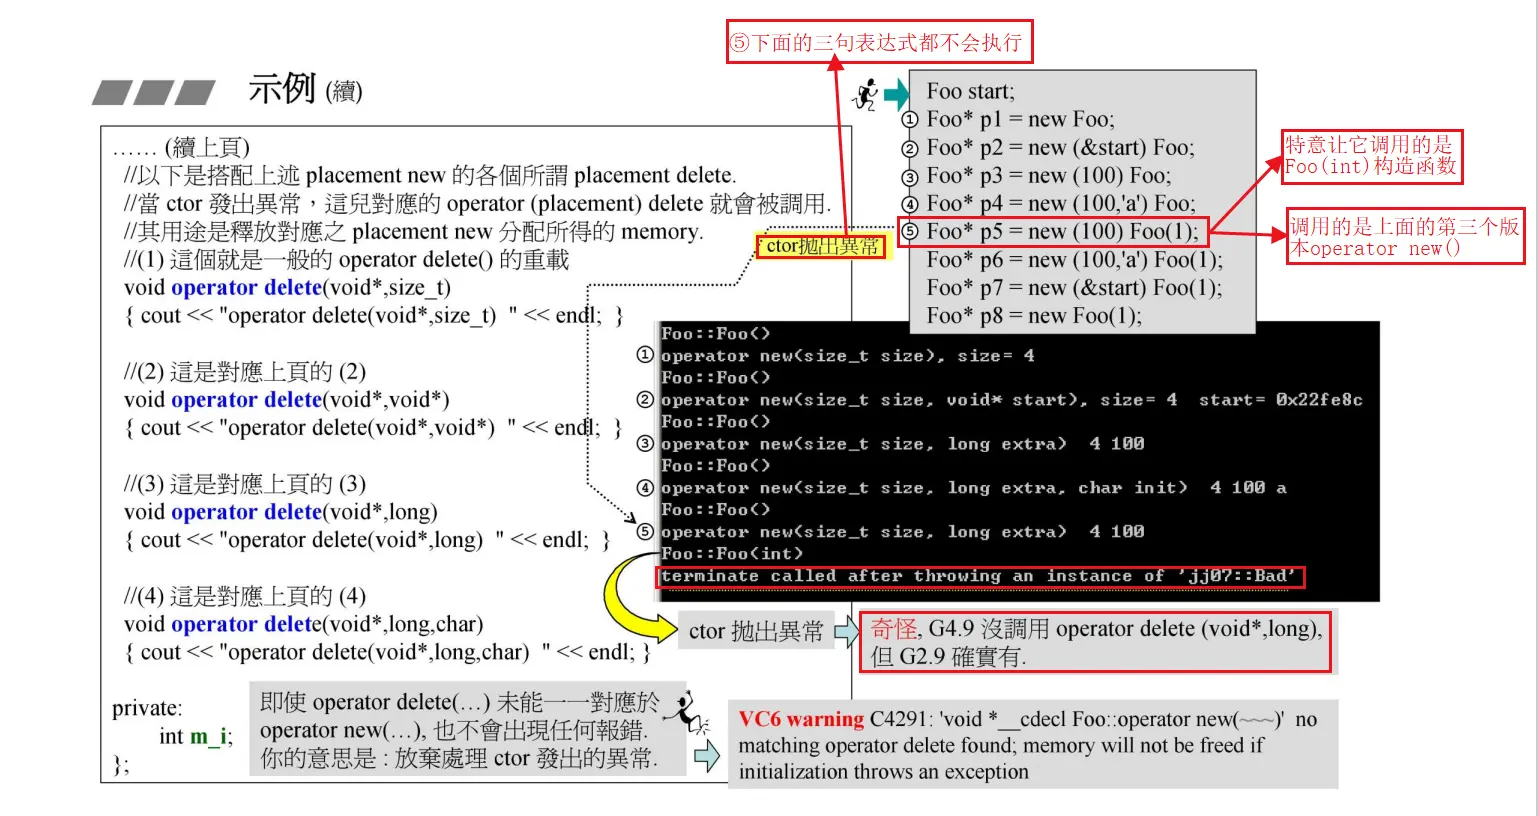 ⑤下面的三句表达式都不会执行
示例 (續)
…… (續上頁)
//以下是搭配上述 placement new 的各個所謂 placement delete.
//當 ctor 發出異常，這兒對應的 operator (placement) delete 就會被調用.
//其用途是釋放對應之 placement new 分配所得的 memory.
//(1) 這個就是一般的 operator delete() 的重載
void operator delete(void*,size_t)
{ cout << "operator delete(void*,size_t)  " << endl;  }
//(2) 這是對應上頁的 (2)
void operator delete(void*,void*)
{ cout << "operator delete(void*,void*)  " << endl;  }
//(3) 這是對應上頁的 (3)
void operator delete(void*,long)
{ cout << "operator delete(void*,long)  " << endl;  }
//(4) 這是對應上頁的 (4)
void operator delete(void*,long,char)
{ cout << "operator delete(void*,long,char)  " << endl; }
private:
int m_i;
};
Foo start;
① Foo* p1 = new Foo;
② Foo* p2 = new (&start) Foo;
③ Foo* p3 = new (100) Foo;
④ Foo* p4 = new (100,'a') Foo;
⑤ Foo* p5 = new (100) Foo(1);
Foo* p6 = new (100,'a') Foo(1);
Foo* p7 = new (&start) Foo(1);
Foo* p8 = new Foo(1);
特意让它调用的是
Foo(int)构造函数
调用的是上面的第三个版
本operator new()
ctor拋出異常
Foo::Foo()
① operator new(size_t size), size= 4
Foo::Foo()
② operator new(size_t size, void* start), size= 4  start= 0x22fe8c
Foo::Foo()
③ operator new(size_t size, long extra)  4 100
Foo::Foo()
④ operator new(size_t size, long extra, char init)  4 100 a
Foo::Foo()
⑤ operator new(size_t size, long extra)  4 100
Foo::Foo(int)
terminate called after throwing an instance of 'jj07::Bad'
ctor 拋出異常
奇怪, G4.9 沒調用 operator delete (void*,long),
但 G2.9 確實有.
即使 operator delete(…) 未能一一對應於
operator new(…), 也不會出現任何報錯.
你的意思是 : 放棄處理 ctor 發出的異常.
VC6 warning C4291: 'void *__cdecl Foo::operator new(~~~)'  no
matching operator delete found; memory will not be freed if
initialization throws an exception